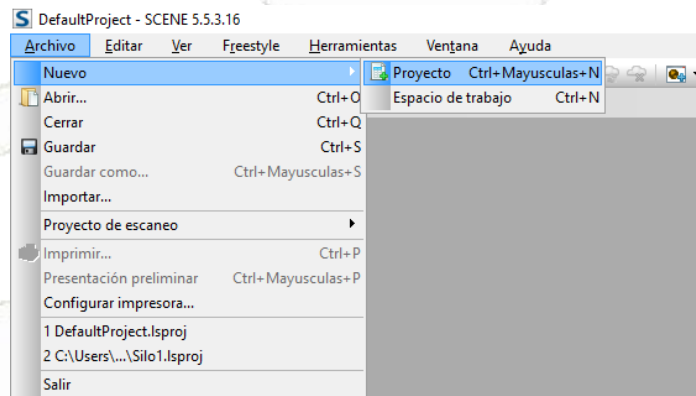 DefaultProject - SCENE 5.5.3.16
Archivo Editar Ver Freestyle Herramientas Ventana Ayuda
Nuevo
Proyecto Ctrl+Mayusculas+N
Abrir... Ctrl+O
Espacio de trabajo Ctrl+N
Cerrar Ctrl+Q
Guardar Ctrl+S
Guardar como... Ctrl+Mayusculas+S
Importar...
Proyecto de escaneo
Imprimir... Ctrl+P
Presentación preliminar Ctrl+Mayusculas+P
Configurar impresora...
1 DefaultProject.lsproj
2 C:\Users\...\Silo1.lsproj
Salir